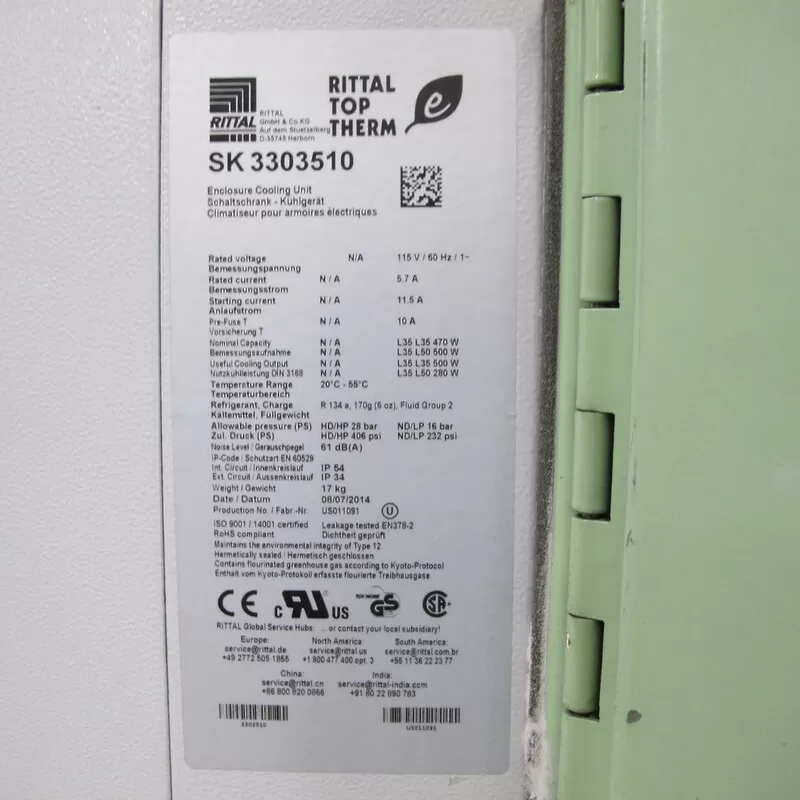 RITTAL
RITTAL
GmbH & Co. KG
Auf dem Stuetzelberg
D-35745 Herborn
RITTAL
TOP
THERM
e
SK 3303510
Enclosure Cooling Unit
Schaltschrank - Kühlgerät
Climatiseur pour armoires électriques
Rated voltage N/A 115 V / 60 Hz / 1~
Bemessungspannung
Rated current N / A 5.7 A
Bemessungsstrom
Starting current N / A 11.5 A
Anlaufstrom
Pre-Fuse T N / A 10 A
Vorsicherung T
Nominal Capacity N / A L35 L35 470 W
Bemessungsaufnahme N / A L35 L50 500 W
Useful Cooling Output N / A L35 L35 500 W
Nutzkühlleistung DIN 3168 N / A L35 L50 280 W
Temperature Range 20°C - 55°C
Temperaturbereich
Refrigerant, Charge R 134 a, 170g (6 oz), Fluid Group 2
Kältemittel, Füllgewicht
Allowable pressure (PS) HD/HP 28 bar ND/LP 16 bar
Zul. Druck (PS) HD/HP 406 psi ND/LP 232 psi
Noise Level / Gerauschpegel 61 dB(A)
IP-Code / Schutzart EN 60529
Int. Circuit / Innenkreislauf IP 54
Ext. Circuit / Aussenkreislauf IP 34
Weight / Gewicht 17 kg
Date / Datum 08/07/2014
Production No. / Fabr.-Nr. US011091 U
ISO 9001 / 14001 certified Leakage tested EN378-2
RoHS compliant Dichtheit geprüft
Maintains the environmental integrity of Type 12
Hermetically sealed / Hermetisch geschlossen
Contains flourinated greenhouse gas according to Kyoto-Protocol
Enthalt vom Kyoto-Protokoll erfasste flourierte Treibhausgase
CE c RU US TUV NORD GS SA
RITTAL Global Service Hubs: ... or contact your local subsidiary!
Europe: North America: South America:
service@rittal.de service@rittal.us service@rittal.com.br
+49 2772 505 1855 +1 800 477 400 opt. 3 +55 11 36 22 23 77
China: India:
service@rittal.cn service@rittal-india.com
+86 800 820 0866 +91 80 22 890 783
3303510 US011091